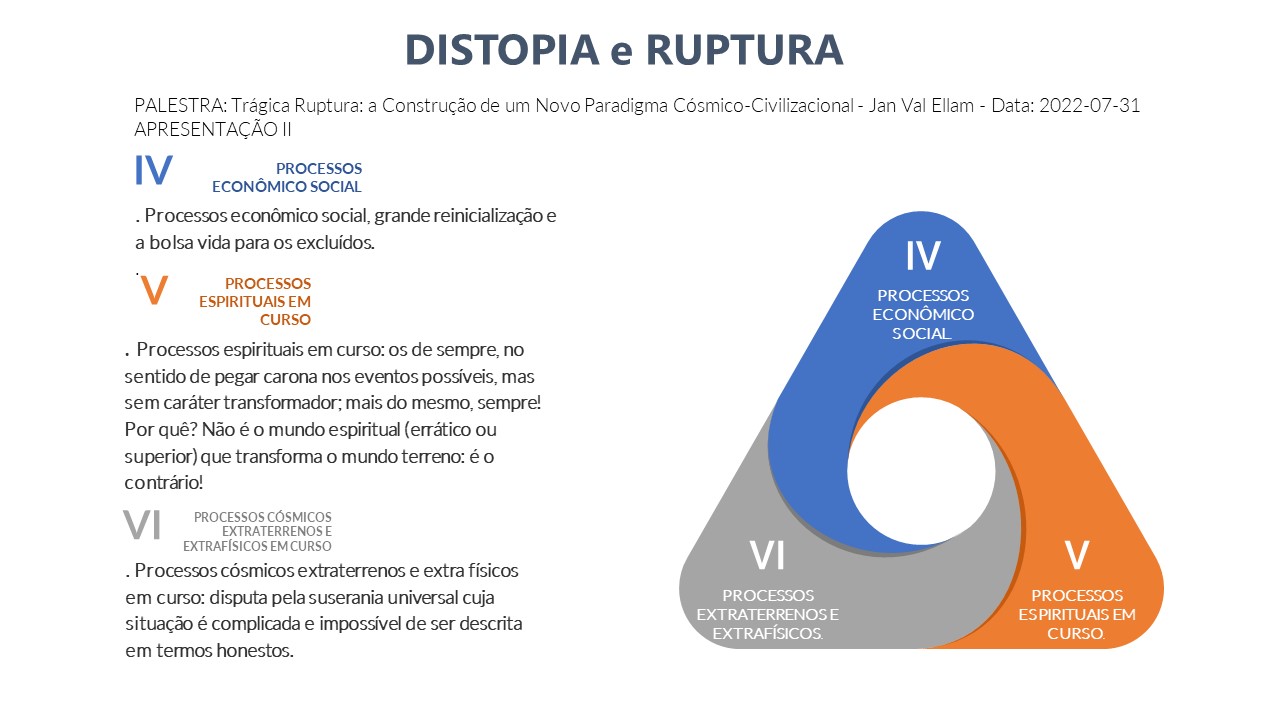 DISTOPIA e RUPTURA
PALESTRA: Trágica Ruptura: a Construção de um Novo Paradigma Cósmico-Civilizacional - Jan Val Ellam - Data: 2022-07-31
APRESENTAÇÃO II
IV
PROCESSOS
ECONÔMICO SOCIAL
. Processos econômico social, grande reinicialização e
a bolsa vida para os excluídos.
.
V
PROCESSOS
ESPIRITUAIS EM
CURSO
. Processos espirituais em curso: os de sempre, no
sentido de pegar carona nos eventos possíveis, mas
sem caráter transformador; mais do mesmo, sempre!
Por quê? Não é o mundo espiritual (errático ou
superior) que transforma o mundo terreno: é o
contrário!
VI
PROCESSOS CÓSMICOS
EXTRATERRENOS E
EXTRAFÍSICOS EM CURSO
. Processos cósmicos extraterrenos e extra físicos
em curso: disputa pela suserania universal cuja
situação é complicada e impossível de ser descrita
em termos honestos.
IV
PROCESSOS
ECONÔMICO
SOCIAL.
VI
PROCESSOS
EXTRATERRENOS E
EXTRAFÍSICOS.
V
PROCESSOS
ESPIRITUAIS EM
CURSO.